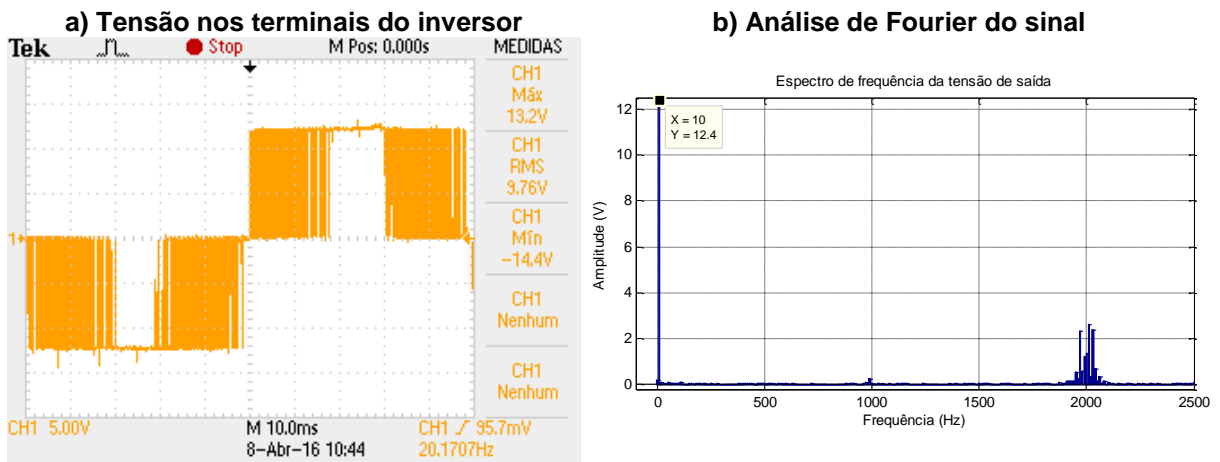 a) Tensão nos terminais do inversor
Tek
Stop
M Pos: 0.000s
MEDIDAS
CH1
Máx
13.2V
CH1
RMS
9.76V
CH1
Mín
-14.4V
CH1
Nenhum
CH1
Nenhum
1
CH1 5.00V
M 10.0ms
CH1 95.7mV
8-Abr-16 10:44
20.1707Hz
b) Análise de Fourier do sinal
Espectro de frequência da tensão de saída
X = 10
Y = 12.4
Amplitude (V)
12
10
8
6
4
2
0
0 500 1000 1500 2000 2500
Frequência (Hz)